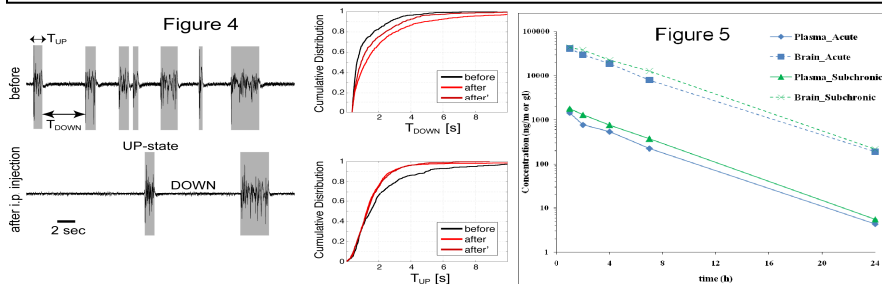 Figure 4
T_UP
before
T_DOWN
UP-state
after i.p. injection
DOWN
2 sec
Cumulative Distribution
1
0.8
0.6
0.4
0.2
0
before
after
after'
2 4 6 8
T_DOWN [s]
Cumulative Distribution
1
0.8
0.6
0.4
0.2
0
before
after
after'
2 4 6 8
T_UP [s]
Figure 5
Plasma_Acute
Brain_Acute
Plasma_Subchronic
Brain_Subchronic
Concentration (ng/m or gl)
100000
10000
1000
100
10
1
0 4 8 12 16 20 24
time (h)